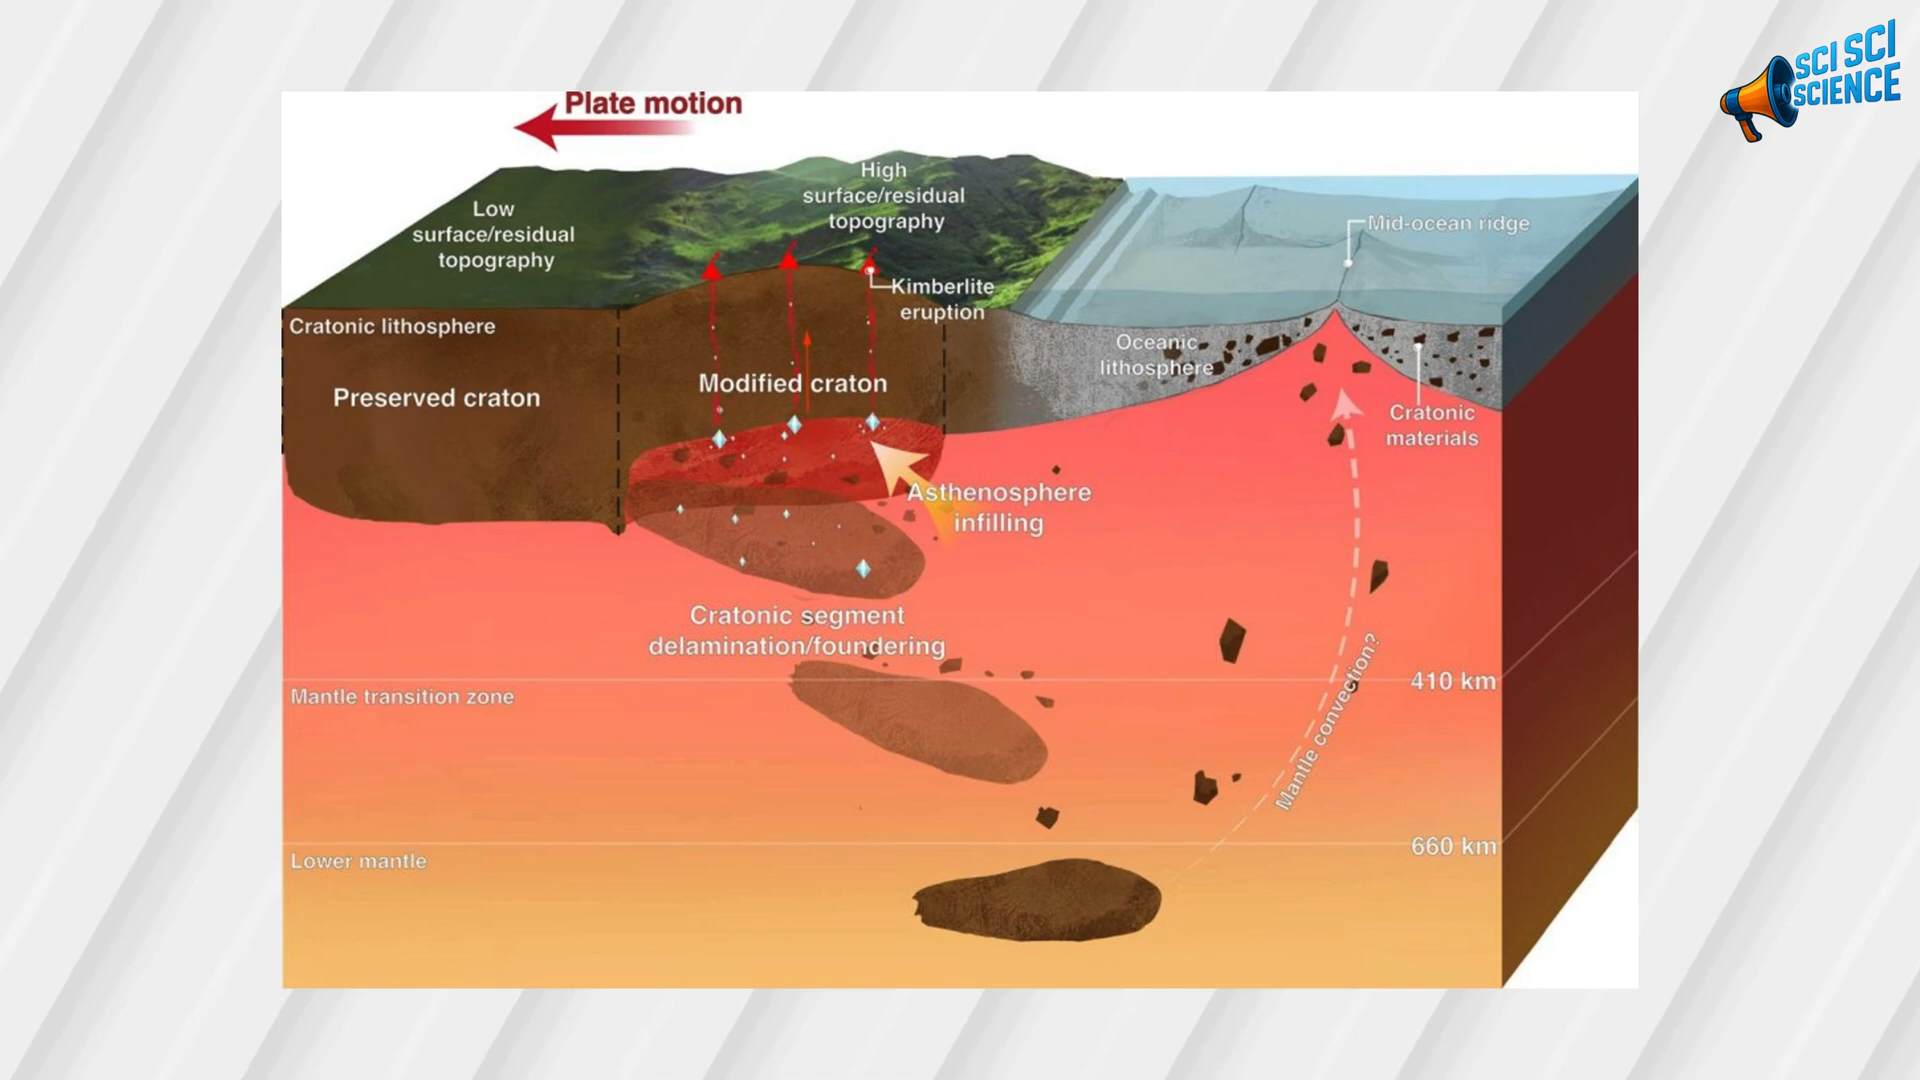 SCI SCI
SCIENCE
Plate motion
High
surface/residual
topography
Low
surface/residual
topography
Mid-ocean ridge
Kimberlite
eruption
Cratonic lithosphere
Oceanic
lithosphere
Modified craton
Preserved craton
Cratonic
materials
Asthenosphere
infilling
Cratonic segment
delamination/foundering
Mantle convection?
410 km
Mantle transition zone
660 km
Lower mantle